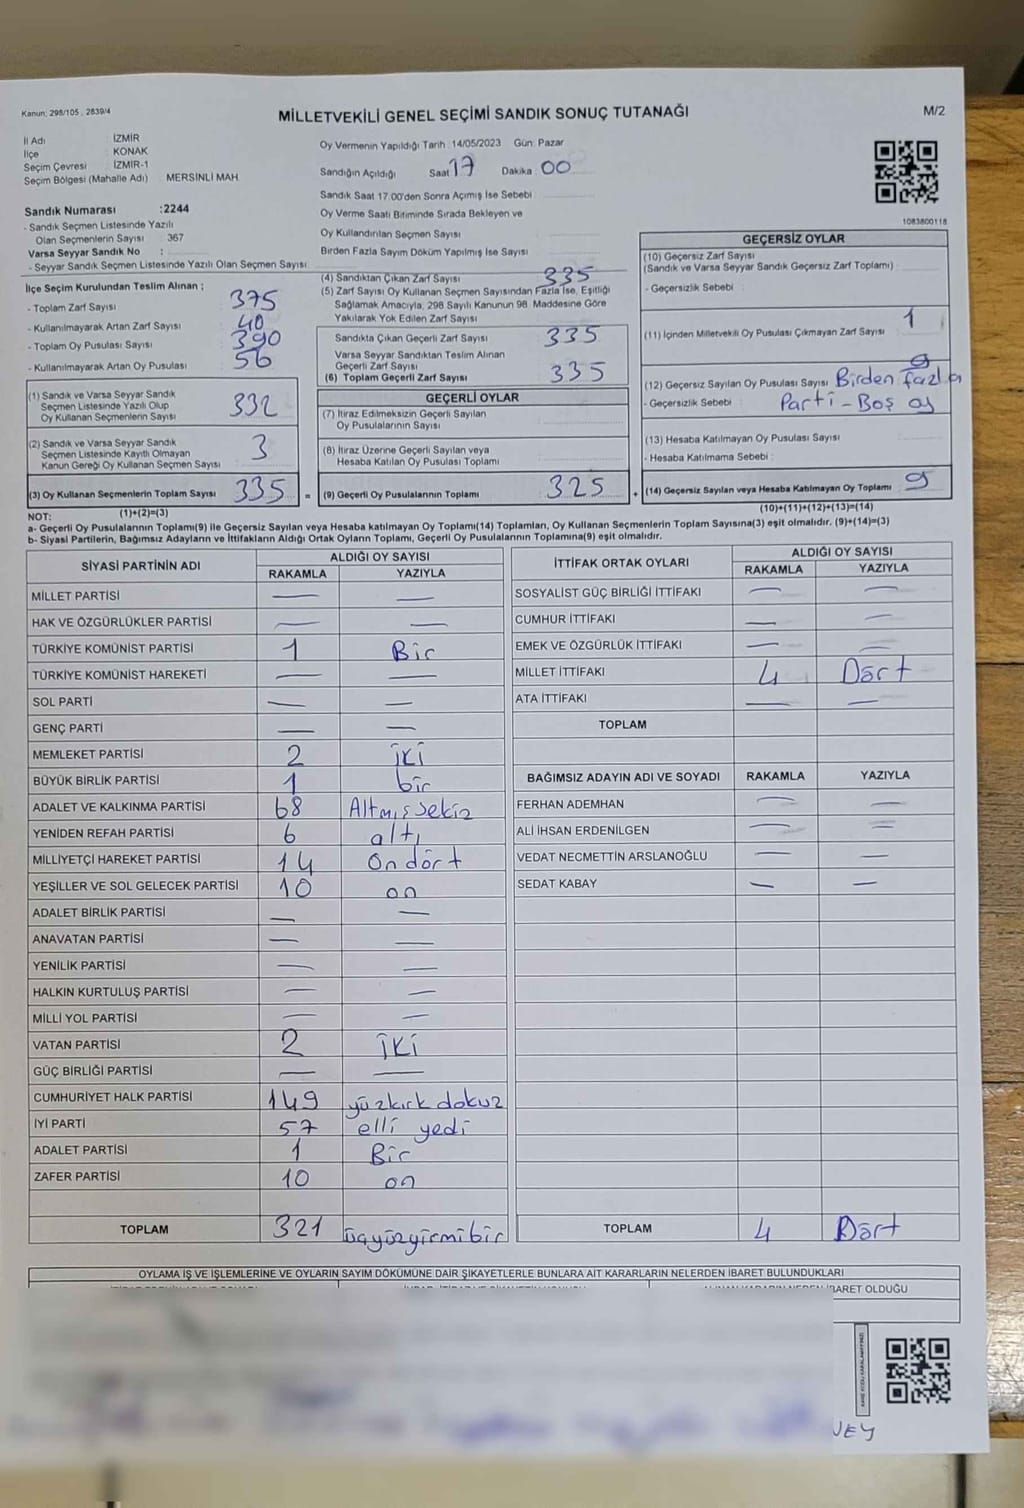 Kanun: 298/105 , 2839/4
MİLLETVEKİLİ GENEL SEÇİMİ SANDIK SONUÇ TUTANAĞI
M/2
İl Adı : İZMİR
İlçe : KONAK
Seçim Çevresi : İZMİR-1
Seçim Bölgesi (Mahalle Adı) : MERSİNLİ MAH
Sandık Numarası :2244
- Sandık Seçmen Listesinde Yazılı
Olan Seçmenlerin Sayısı : 367
Varsa Seyyar Sandık No :
- Seyyar Sandık Seçmen Listesinde Yazılı Olan Seçmen Sayısı:
Oy Vermenin Yapıldığı Tarih :14/05/2023 Gün: Pazar
Sandığın Açıldığı Saat 17 Dakika : 00
Sandık Saat 17.00'den Sonra Açılmış İse Sebebi
Oy Verme Saati Bitiminde Sırada Bekleyen ve
Oy Kullandırılan Seçmen Sayısı
Birden Fazla Sayım Döküm Yapılmış İse Sayısı
1083800118
İlçe Seçim Kurulundan Teslim Alınan ;
- Toplam Zarf Sayısı 375
- Kullanılmayarak Artan Zarf Sayısı 40
- Toplam Oy Pusulası Sayısı 390
- Kullanılmayarak Artan Oy Pusulası 56
(1) Sandık ve Varsa Seyyar Sandık
Seçmen Listesinde Yazılı Olup
Oy Kullanan Seçmenlerin Sayısı 332
(2) Sandık ve Varsa Seyyar Sandık
Seçmen Listesinde Kayıtlı Olmayan
Kanun Gereği Oy Kullanan Seçmen Sayısı 3
(3) Oy Kullanan Seçmenlerin Toplam Sayısı 335 =
(1)+(2)=(3)
(4) Sandıktan Çıkan Zarf Sayısı 335
(5) Zarf Sayısı Oy Kullanan Seçmen Sayısından Fazla İse, Eşitliği
Sağlamak Amacıyla, 298 Sayılı Kanunun 98. Maddesine Göre
Yakılarak Yok Edilen Zarf Sayısı
Sandıkta Çıkan Geçerli Zarf Sayısı 335
Varsa Seyyar Sandıktan Teslim Alınan
Geçerli Zarf Sayısı
(6) Toplam Geçerli Zarf Sayısı 335
GEÇERLİ OYLAR
(7) İtiraz Edilmeksizin Geçerli Sayılan
Oy Pusulalarının Sayısı
(8) İtiraz Üzerine Geçerli Sayılan veya
Hesaba Katılan Oy Pusulası Toplamı
(9) Geçerli Oy Pusulalarının Toplamı 325 +
GEÇERSİZ OYLAR
(10) Geçersiz Zarf Sayısı
(Sandık ve Varsa Seyyar Sandık Geçersiz Zarf Toplamı) :
- Geçersizlik Sebebi :
(11) İçinden Milletvekili Oy Pusulası Çıkmayan Zarf Sayısı 1
(12) Geçersiz Sayılan Oy Pusulası Sayısı 9
Birden fazla
- Geçersizlik Sebebi : Parti - Boş oy
(13) Hesaba Katılmayan Oy Pusulası Sayısı
- Hesaba Katılmama Sebebi :
(14) Geçersiz Sayılan veya Hesaba Katılmayan Oy Toplamı 9
(10)+(11)+(12)+(13)=(14)
NOT:
a- Geçerli Oy Pusulalarının Toplamı(9) ile Geçersiz Sayılan veya Hesaba katılmayan Oy Toplamı(14) Toplamları, Oy Kullanan Seçmenlerin Toplam Sayısına(3) eşit olmalıdır. (9)+(14)=(3)
b- Siyasi Partilerin, Bağımsız Adayların ve İttifakların Aldığı Ortak Oyların Toplamı, Geçerli Oy Pusulalarının Toplamına(9) eşit olmalıdır.
SİYASİ PARTİNİN ADI ALDIĞI OY SAYISI
RAKAMLA YAZIYLA
MİLLET PARTİSİ — —
HAK VE ÖZGÜRLÜKLER PARTİSİ — —
TÜRKİYE KOMÜNİST PARTİSİ 1 Bir
TÜRKİYE KOMÜNİST HAREKETİ — —
SOL PARTİ — —
GENÇ PARTİ — —
MEMLEKET PARTİSİ 2 iki
BÜYÜK BİRLİK PARTİSİ 1 bir
ADALET VE KALKINMA PARTİSİ 68 Altmış sekiz
YENİDEN REFAH PARTİSİ 6 altı
MİLLİYETÇİ HAREKET PARTİSİ 14 On dört
YEŞİLLER VE SOL GELECEK PARTİSİ 10 on
ADALET BİRLİK PARTİSİ — —
ANAVATAN PARTİSİ — —
YENİLİK PARTİSİ — —
HALKIN KURTULUŞ PARTİSİ — —
MİLLİ YOL PARTİSİ — —
VATAN PARTİSİ 2 iki
GÜÇ BİRLİĞİ PARTİSİ — —
CUMHURİYET HALK PARTİSİ 149 yüzkırk dokuz
İYİ PARTİ 57 elli yedi
ADALET PARTİSİ 1 Bir
ZAFER PARTİSİ 10 on
TOPLAM 321 üçyüzyirmi bir
İTTİFAK ORTAK OYLARI ALDIĞI OY SAYISI
RAKAMLA YAZIYLA
SOSYALİST GÜÇ BİRLİĞİ İTTİFAKI — —
CUMHUR İTTİFAKI — —
EMEK VE ÖZGÜRLÜK İTTİFAKI — —
MİLLET İTTİFAKI 4 Dört
ATA İTTİFAKI — —
TOPLAM
BAĞIMSIZ ADAYIN ADI VE SOYADI RAKAMLA YAZIYLA
FERHAN ADEMHAN — —
ALİ İHSAN ERDENİLGEN — —
VEDAT NECMETTİN ARSLANOĞLU — —
SEDAT KABAY — —
TOPLAM 4 Dört
OYLAMA İŞ VE İŞLEMLERİNE VE OYLARIN SAYIM DÖKÜMÜNE DAİR ŞİKAYETLERLE BUNLARA AİT KARARLARIN NELERDEN İBARET BULUNDUKLARI
BARET OLDUĞU